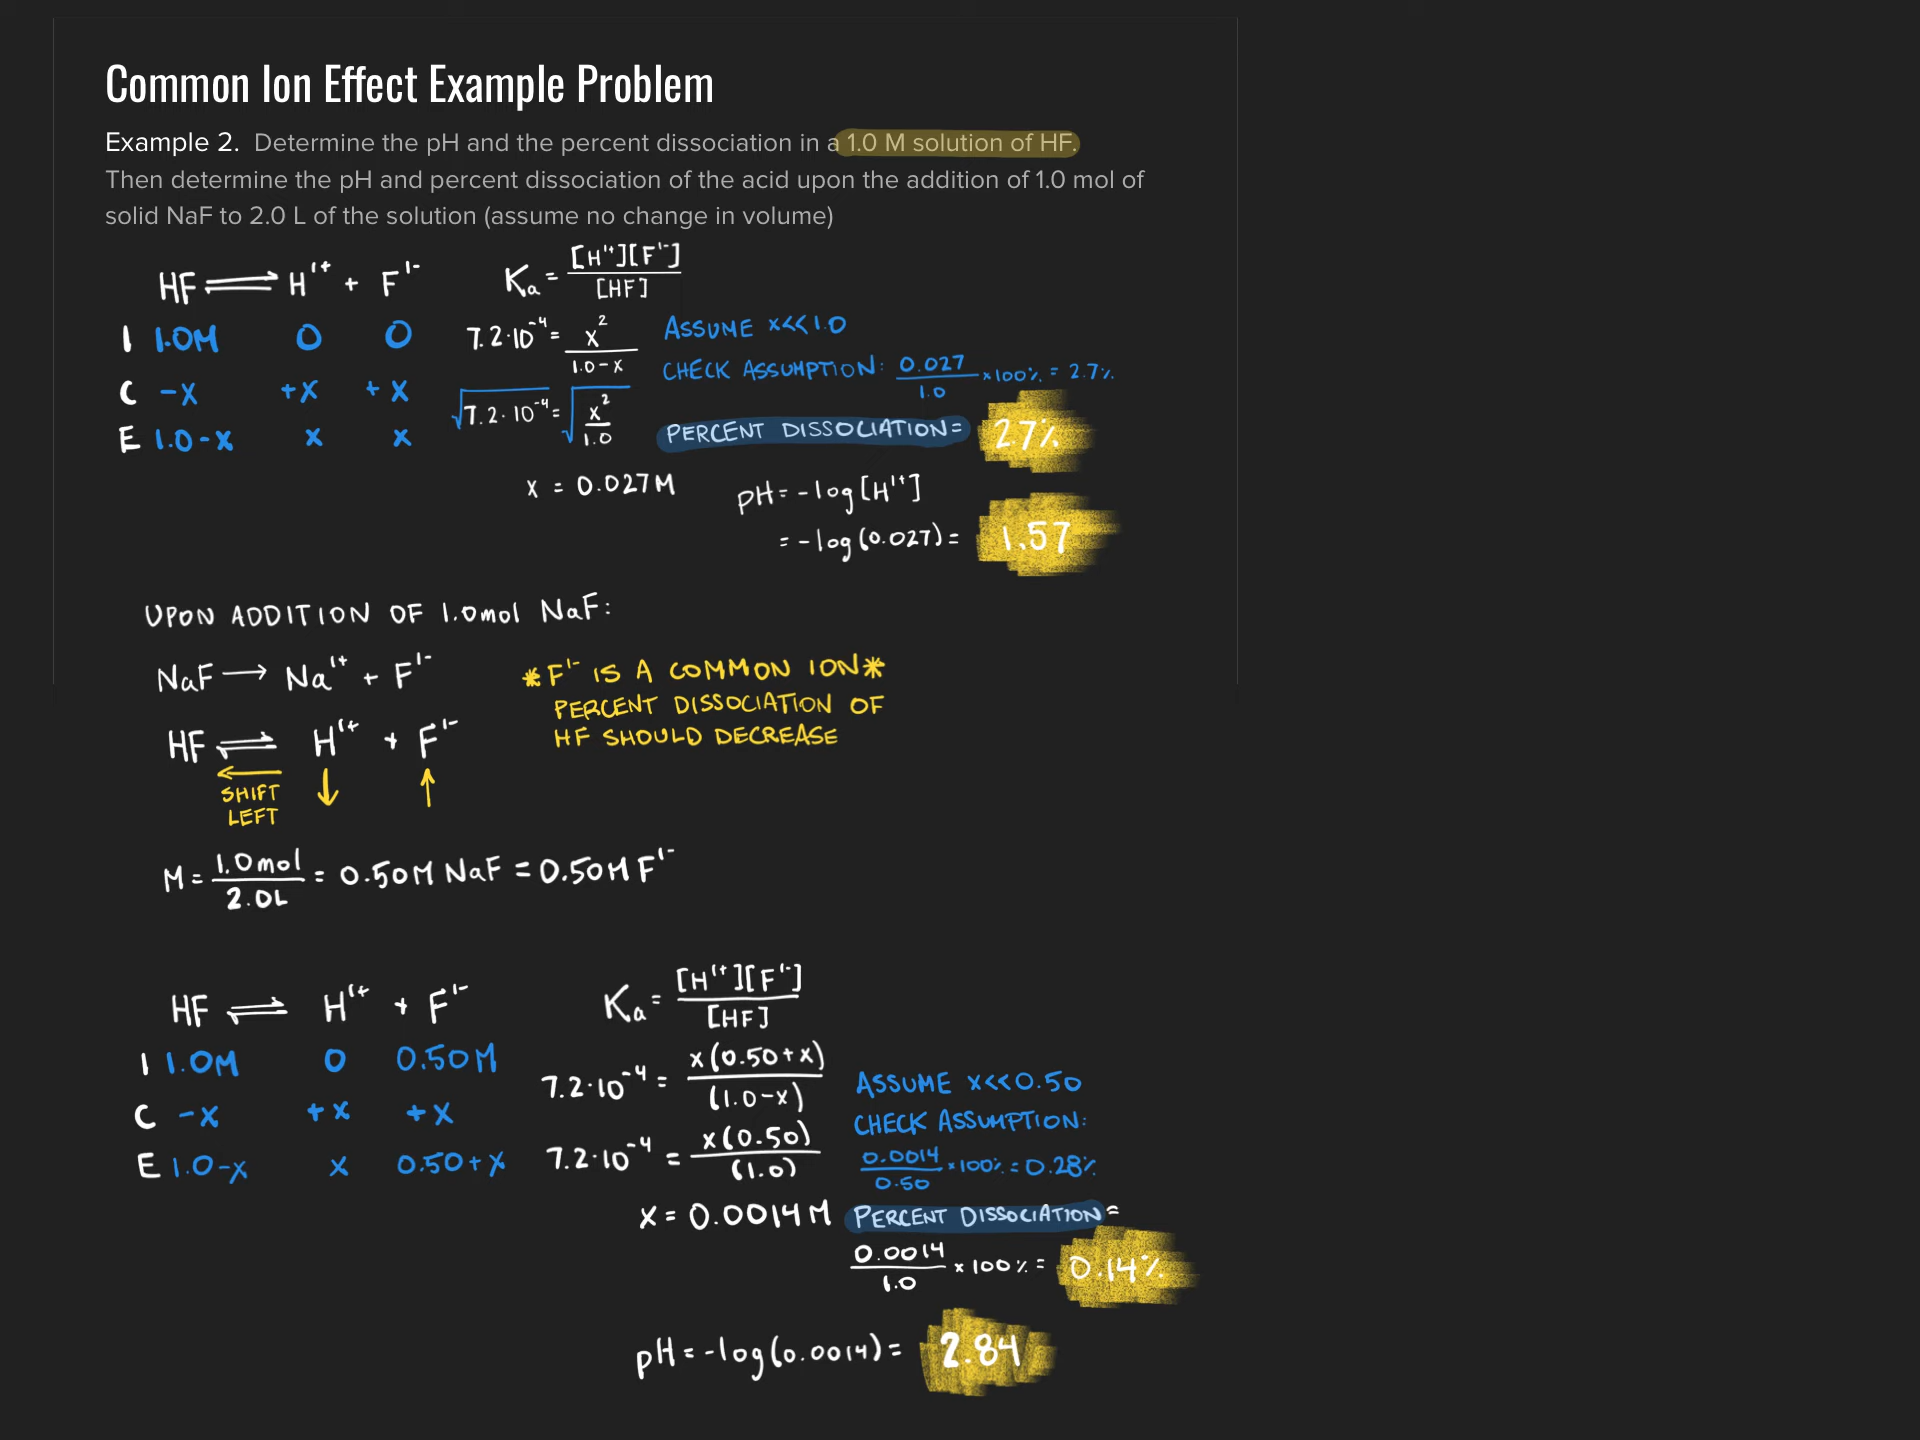 Common Ion Effect Example Problem
Example 2. Determine the pH and the percent dissociation in a 1.0 M solution of HF.
Then determine the pH and percent dissociation of the acid upon the addition of 1.0 mol of
solid NaF to 2.0 L of the solution (assume no change in volume)
HF ⇌ H¹⁺ + F¹⁻
I 1.0M 0 0
C -x +x +x
E 1.0-x x x
Ka = [H¹⁺][F¹⁻] / [HF]
7.2·10⁻⁴ = x² / 1.0-x
√7.2·10⁻⁴ = √x² / 1.0
x = 0.027M
ASSUME x<<1.0
CHECK ASSUMPTION: 0.027 / 1.0 ×100% = 2.7%
PERCENT DISSOCIATION = 2.7%
pH = -log[H¹⁺]
= -log(0.027) = 1.57
UPON ADDITION OF 1.0mol NaF:
NaF → Na¹⁺ + F¹⁻
HF ⇌ H¹⁺ + F¹⁻
← ↓ ↑
SHIFT
LEFT
*F¹⁻ IS A COMMON ION*
PERCENT DISSOCIATION OF
HF SHOULD DECREASE
M = 1.0mol / 2.0L = 0.50M NaF = 0.50M F¹⁻
HF ⇌ H¹⁺ + F¹⁻
I 1.0M 0 0.50M
C -x +x +x
E 1.0-x x 0.50+x
Ka = [H¹⁺][F¹⁻] / [HF]
7.2·10⁻⁴ = x(0.50+x) / (1.0-x)
7.2·10⁻⁴ = x(0.50) / (1.0)
x = 0.0014M
ASSUME x<<0.50
CHECK ASSUMPTION:
0.0014 / 0.50 ×100% = 0.28%
PERCENT DISSOCIATION =
0.0014 / 1.0 × 100% = 0.14%
pH = -log(0.0014) = 2.84